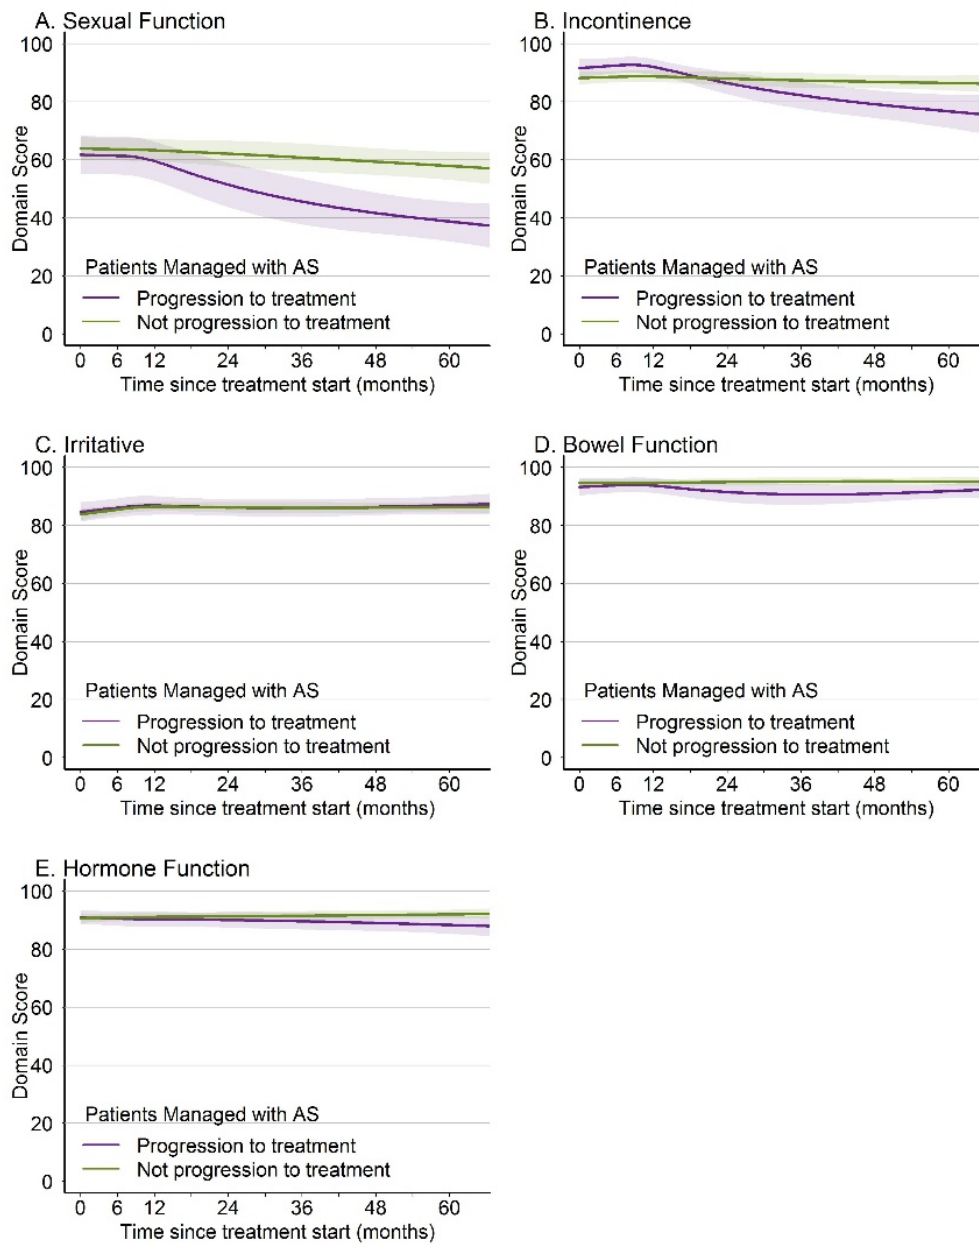 A. Sexual Function
100
80
60
40
20
0
Domain Score
Patients Managed with AS
Progression to treatment
Not progression to treatment
0 6 12 24 36 48 60
Time since treatment start (months)
B. Incontinence
100
80
60
40
20
0
Domain Score
Patients Managed with AS
Progression to treatment
Not progression to treatment
0 6 12 24 36 48 60
Time since treatment start (months)
C. Irritative
100
80
60
40
20
0
Domain Score
Patients Managed with AS
Progression to treatment
Not progression to treatment
0 6 12 24 36 48 60
Time since treatment start (months)
D. Bowel Function
100
80
60
40
20
0
Domain Score
Patients Managed with AS
Progression to treatment
Not progression to treatment
0 6 12 24 36 48 60
Time since treatment start (months)
E. Hormone Function
100
80
60
40
20
0
Domain Score
Patients Managed with AS
Progression to treatment
Not progression to treatment
0 6 12 24 36 48 60
Time since treatment start (months)